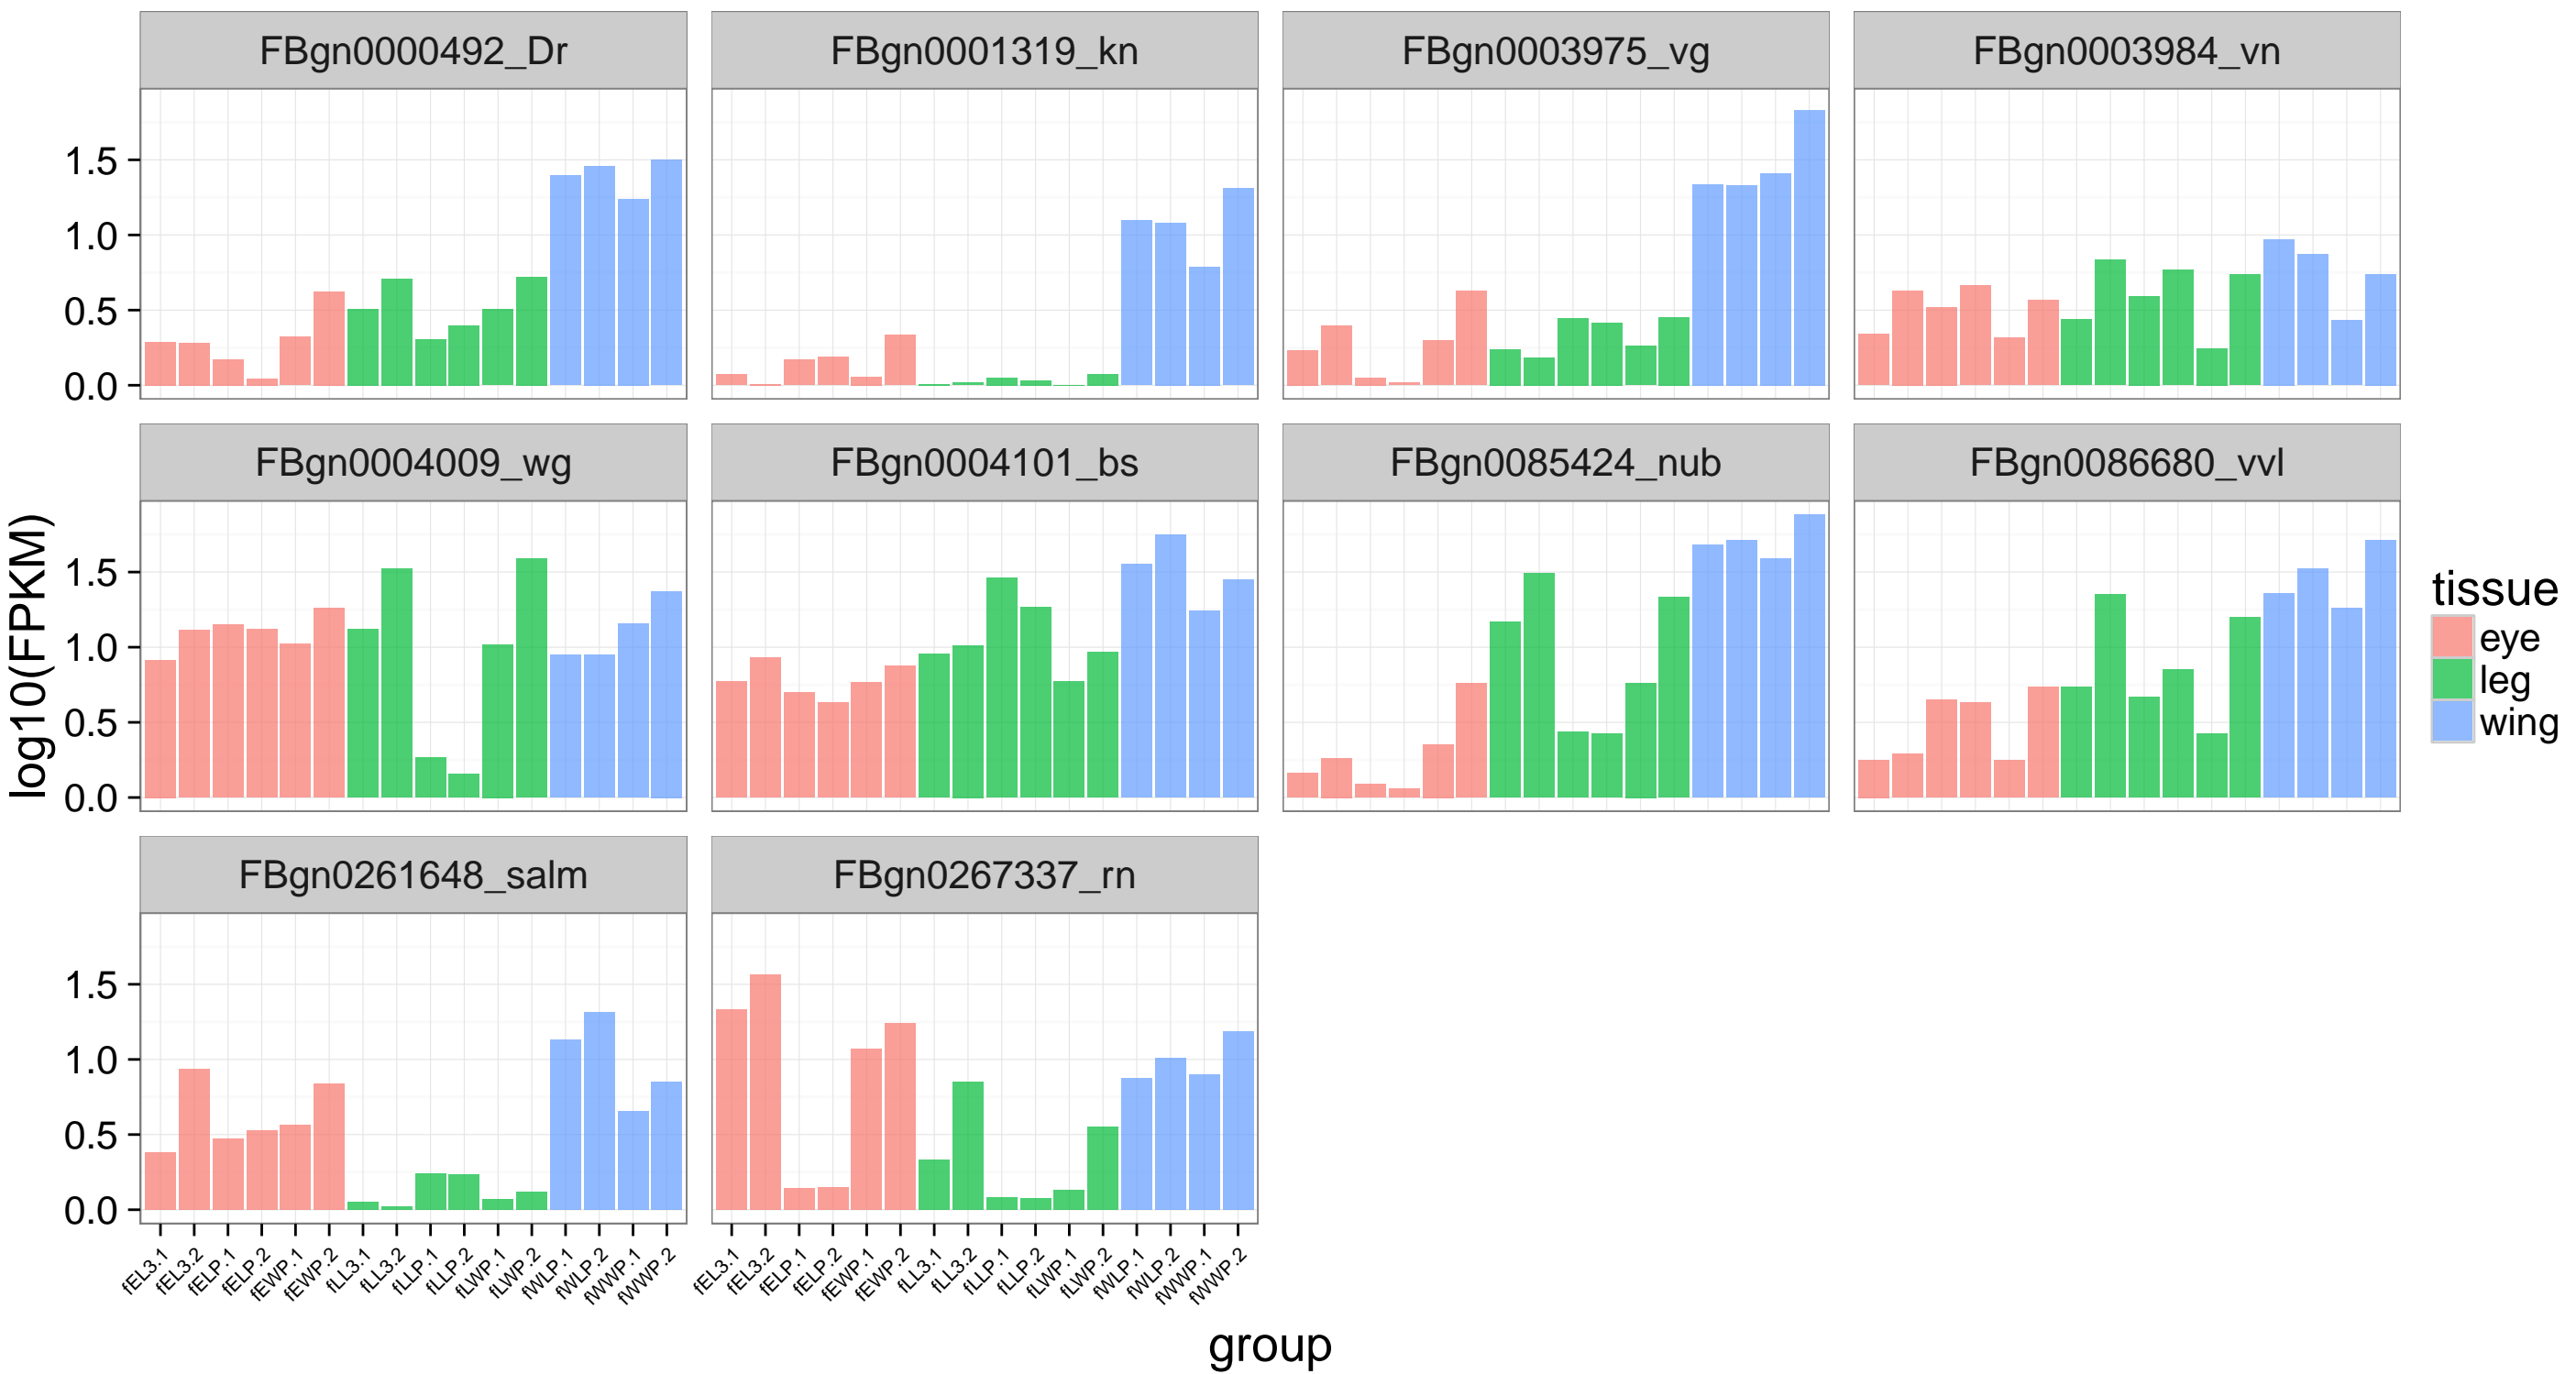 FBgn0000492_Dr
FBgn0001319_kn
FBgn0003975_vg
FBgn0003984_vn
1.5
1.0
0.5
0.0
FBgn0004009_wg
FBgn0004101_bs
FBgn0085424_nub
FBgn0086680_vvl
1.5
1.0
0.5
0.0
FBgn0261648_salm
FBgn0267337_rn
1.5
1.0
0.5
0.0
log10(FPKM)
fEL3.1
fEL3.2
fELP.1
fELP.2
fEWP.1
fEWP.2
fLL3.1
fLL3.2
fLLP.1
fLLP.2
fLWP.1
fLWP.2
fWLP.1
fWLP.2
fWWP.1
fWWP.2
fEL3.1
fEL3.2
fELP.1
fELP.2
fEWP.1
fEWP.2
fLL3.1
fLL3.2
fLLP.1
fLLP.2
fLWP.1
fLWP.2
fWLP.1
fWLP.2
fWWP.1
fWWP.2
group
tissue
eye
leg
wing